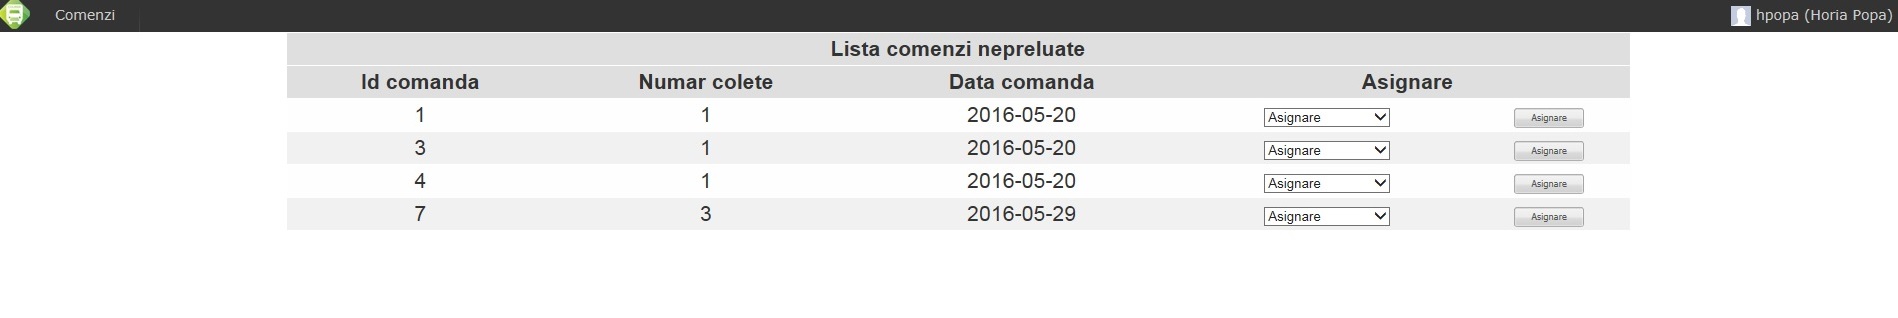 Comenzi hpopa (Horia Popa)
Lista comenzi nepreluate
Id comanda Numar colete Data comanda Asignare
1 1 2016-05-20 Asignare Asignare
3 1 2016-05-20 Asignare Asignare
4 1 2016-05-20 Asignare Asignare
7 3 2016-05-29 Asignare Asignare